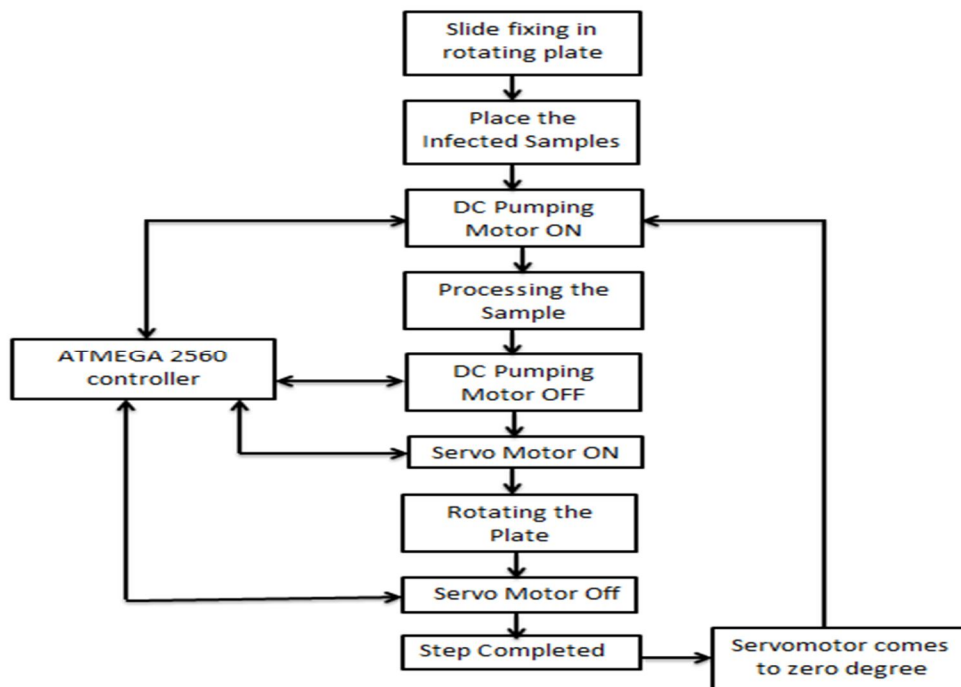 Slide fixing in
rotating plate
Place the
Infected Samples
DC Pumping
Motor ON
Processing the
Sample
ATMEGA 2560
controller
DC Pumping
Motor OFF
Servo Motor ON
Rotating the
Plate
Servo Motor Off
Step Completed
Servomotor comes
to zero degree